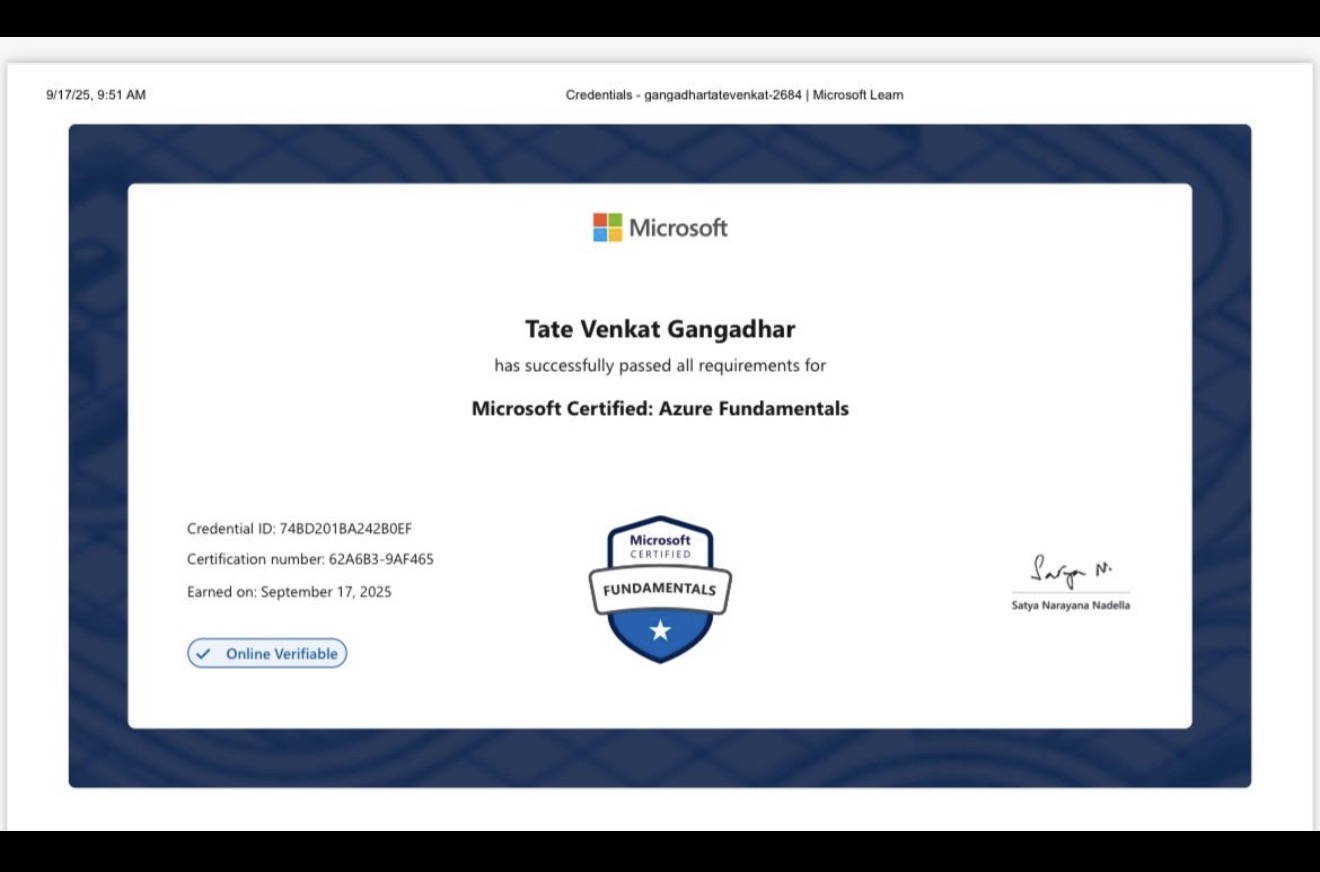 9/17/25, 9:51 AM
Credentials - gangadhartatevenkat-2684 | Microsoft Learn
Microsoft
Tate Venkat Gangadhar
has successfully passed all requirements for
Microsoft Certified: Azure Fundamentals
Credential ID: 74BD201BA242B0EF
Certification number: 62A6B3-9AF465
Earned on: September 17, 2025
Online Verifiable
Microsoft
CERTIFIED
FUNDAMENTALS
Satya N.
Satya Narayana Nadella